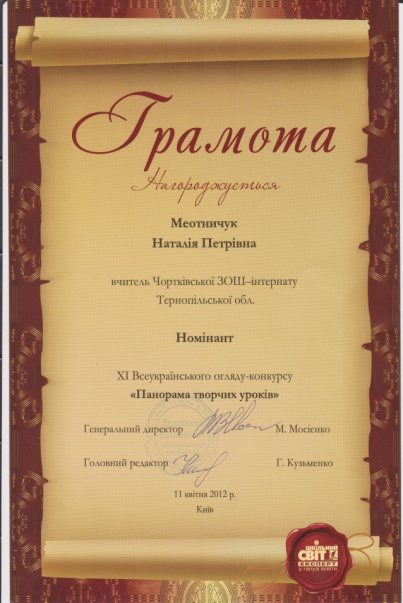 Грамота
Нагороджується
Меотничук
Наталія Петрівна
вчитель Чортківської ЗОШ–інтернату
Тернопільської обл.
Номінант
XI Всеукраїнського огляду-конкурсу
«Панорама творчих уроків»
Генеральний директор М. Мосієнко
Головний редактор Г. Кузьменко
11 квітня 2012 р.
Київ
ШКІЛЬНИЙ
СВІТ
ЕКСПЕРТ
у галузі освіти